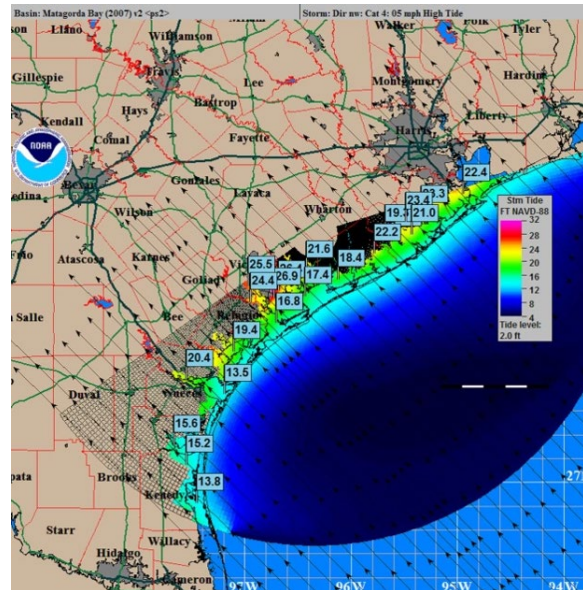 Basin: Matagorda Bay (2007) v2 <ps2>
Storm: Dir nw: Cat 4: 05 mph High Tide
Llano
Williamson
Walker
Polk
Tyler
Gillespie
Travis
Lee
Montgomery
Hardin
Hays
Bastrop
Liberty
Kendall
Comal
Fayette
Harris
NOAA
22.4
Bexar
Gonzales
Lavaca
23.3
23.4
Stm Tide
FT NAVD-88
Wilson
Wharton
19.7
21.0
32
28
24
20
16
12
8
4
22.2
Atascosa
Karnes
21.6
18.4
Frio
Goliad
25.5
24.4
26.9
17.4
16.8
Tide level:
2.0 ft
La Salle
Bee
Refugio
19.4
20.4
13.5
Duval
Nueces
15.6
15.2
Brooks
13.8
27N
Kenedy
Starr
Willacy
Hidalgo
Cameron
97W
96W
95W
94W